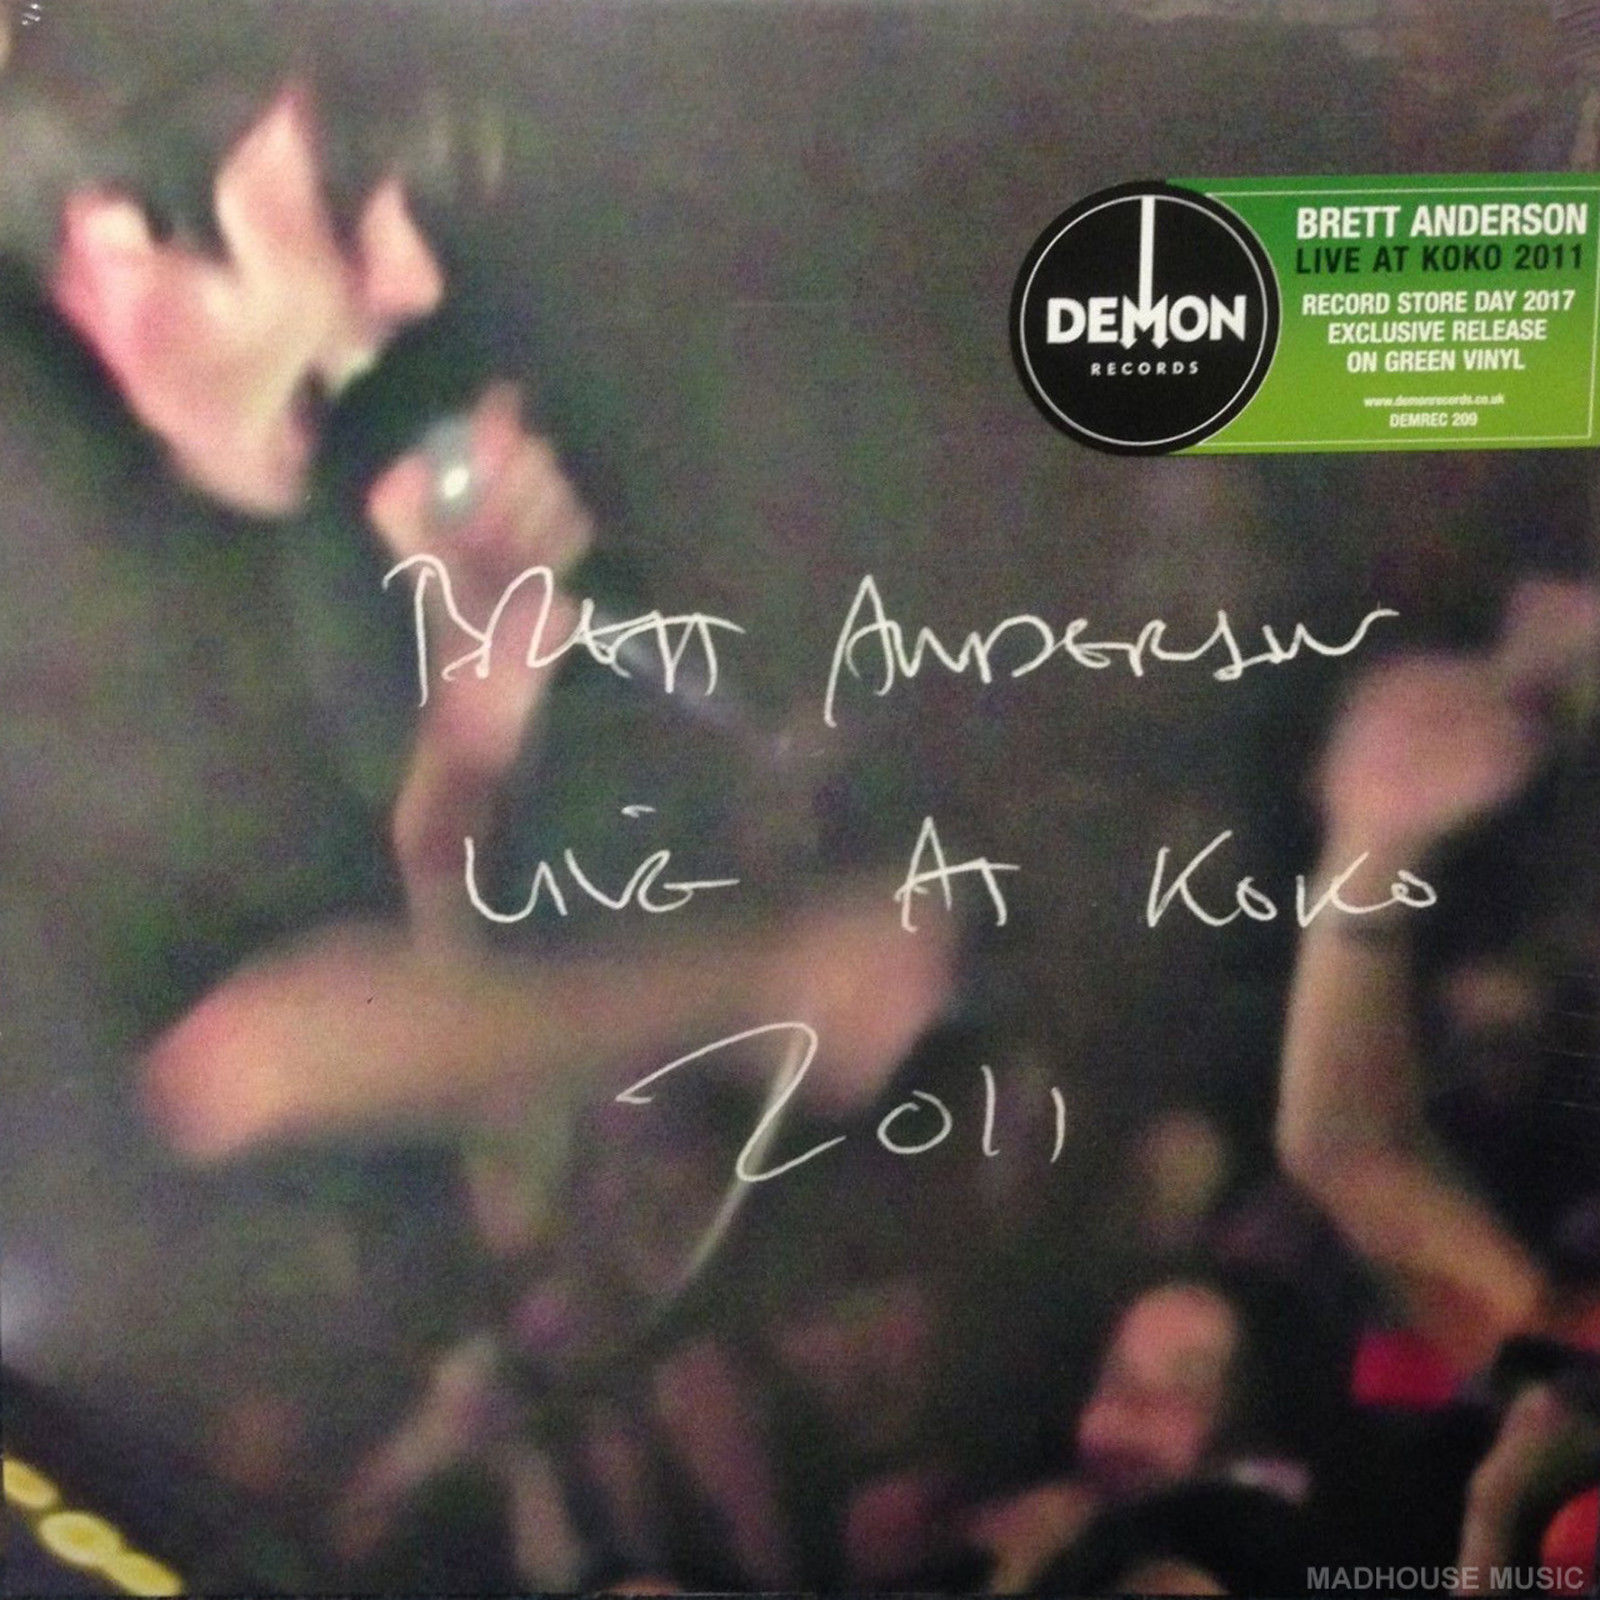 BRETT ANDERSON
LIVE AT KOKO 2011
RECORD STORE DAY 2017
EXCLUSIVE RELEASE
ON GREEN VINYL
www.demonrecords.co.uk
DEMREC 209
DEMON
RECORDS
BRETT ANDERSON
LIVE AT KOKO
2011
MADHOUSE MUSIC